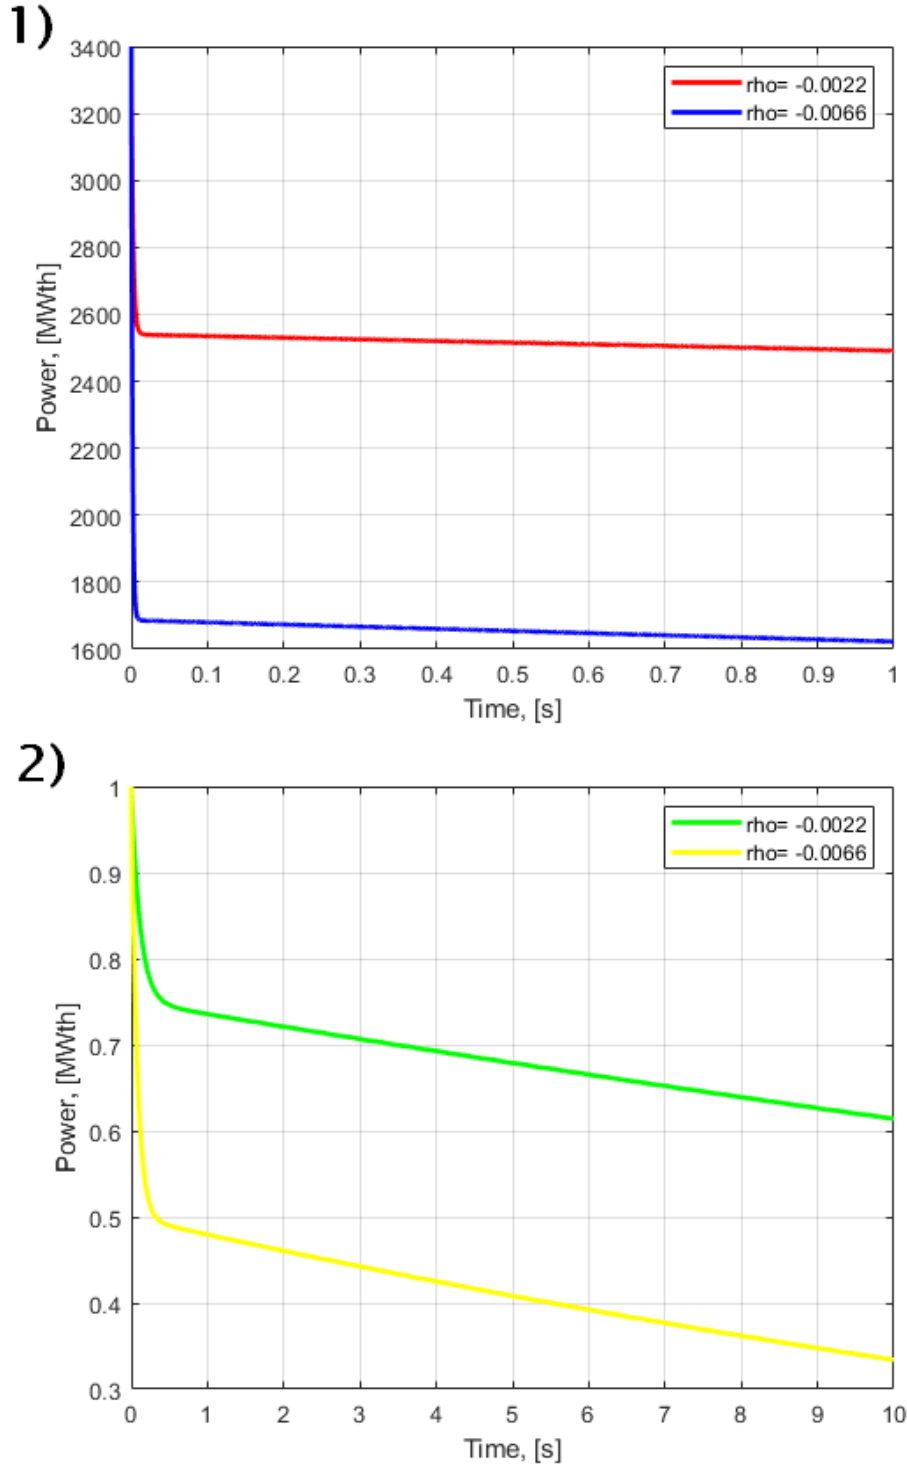 1)
3400
3200
3000
2800
2600
2400
2200
2000
1800
1600
Power, [MWth]
rho= -0.0022
rho= -0.0066
0 0.1 0.2 0.3 0.4 0.5 0.6 0.7 0.8 0.9 1
Time, [s]
2)
1
0.9
0.8
0.7
0.6
0.5
0.4
0.3
Power, [MWth]
rho= -0.0022
rho= -0.0066
0 1 2 3 4 5 6 7 8 9 10
Time, [s]